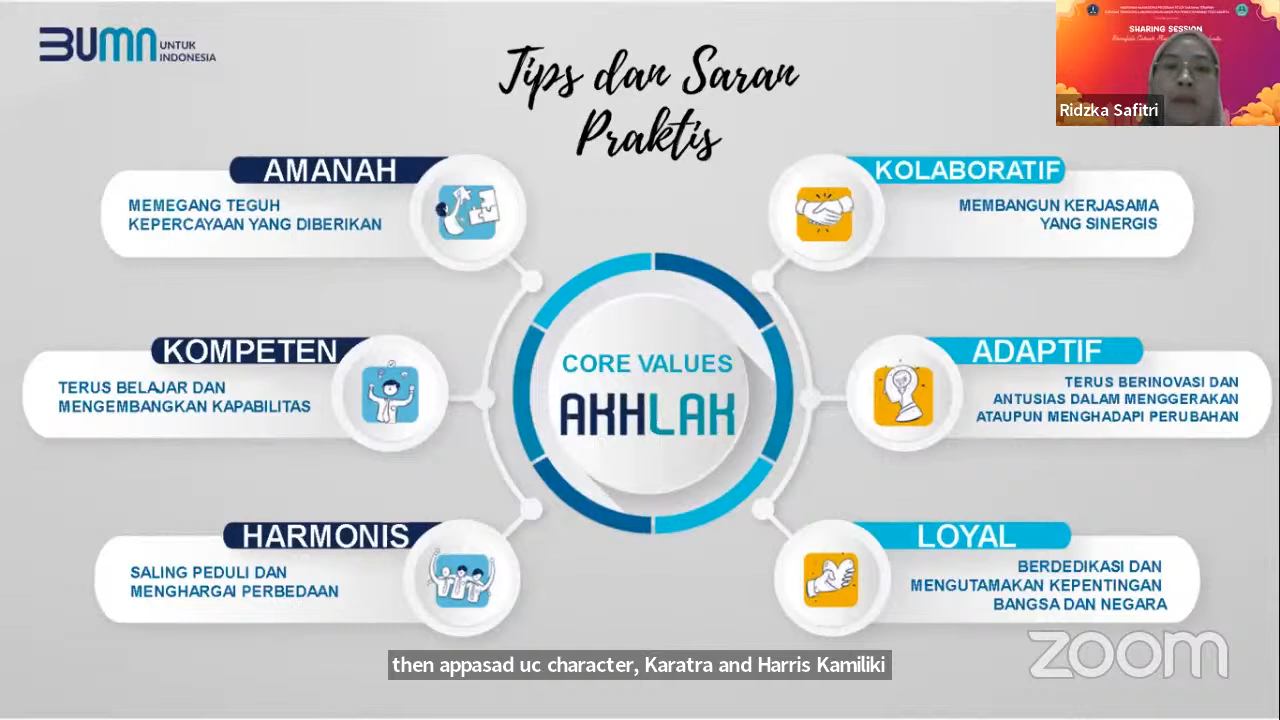 BUMN
UNTUK
INDONESIA
Tips dan Saran
Praktis
SHARING SESSION
Ridzka Safitri
AMANAH
MEMEGANG TEGUH
KEPERCAYAAN YANG DIBERIKAN
KOLABORATIF
MEMBANGUN KERJASAMA
YANG SINERGIS
KOMPETEN
TERUS BELAJAR DAN
MENGEMBANGKAN KAPABILITAS
CORE VALUES
AKHLAK
ADAPTIF
TERUS BERINOVASI DAN
ANTUSIAS DALAM MENGGERAKAN
ATAUPUN MENGHADAPI PERUBAHAN
HARMONIS
SALING PEDULI DAN
MENGHARGAI PERBEDAAN
LOYAL
BERDEDIKASI DAN
MENGUTAMAKAN KEPENTINGAN
BANGSA DAN NEGARA
zoom
then appasad uc character, Karatra and Harris Kamiliki